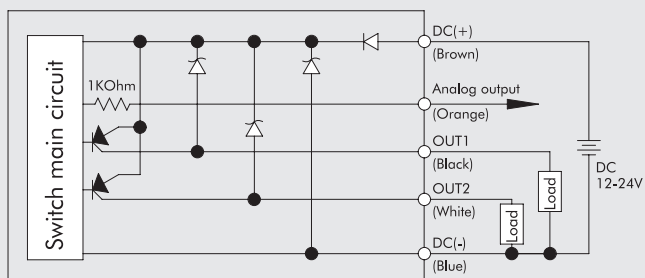 Switch main circuit
1KOhm
DC(+)
(Brown)
Analog output
(Orange)
OUT1
(Black)
OUT2
(White)
DC(-)
(Blue)
Load
Load
DC
12-24V